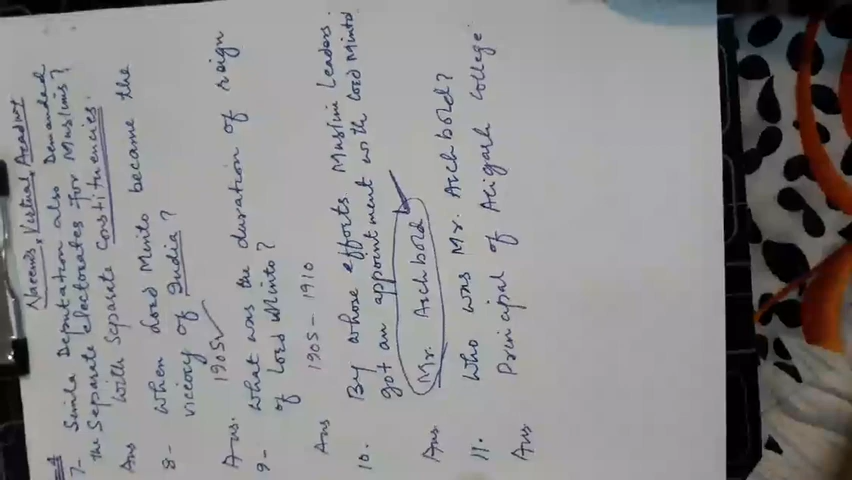 Naeem's Virtual Academy
7- Simla Deputation also Demanded
the Separate electorates for Muslims?
Ans with Separate Constituencies.
8- When Lord Minto became the
viceroy of India?
Ans. 1905
9- what was the duration of reign
of Lord Minto?
Ans 1905-1910
10. By whose efforts Muslim Leaders
got an appointment with Lord Minto.
Ans. Mr. Archbold
11. Who was Mr. Archbold?
Ans Principal of Aligarh College.